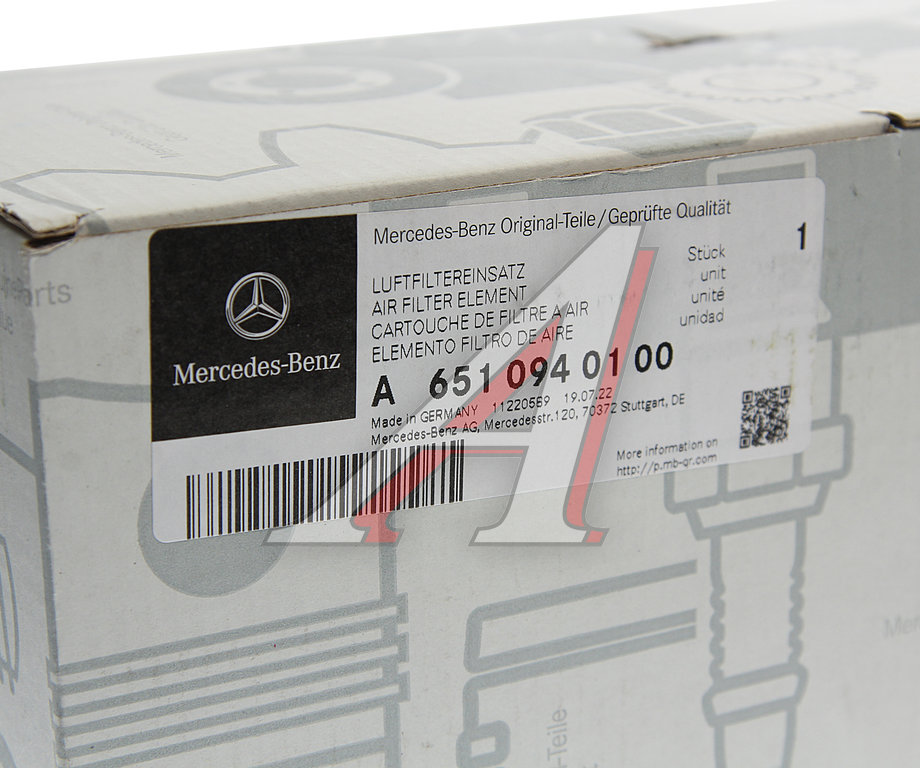 Mercedes-Benz
Mercedes-Benz Original-Teile/Geprüfte Qualität
LUFTFILTEREINSATZ
AIR FILTER ELEMENT
CARTOUCHE DE FILTRE A AIR
ELEMENTO FILTRO DE AIRE
Stück
unit
unité
unidad
1
A 651 094 01 00
Made in GERMANY 11220589 19.07.22
Mercedes-Benz AG, Mercedesstr.120, 70372 Stuttgart, DE
More information on
http://p.mb-qr.com
-Teile